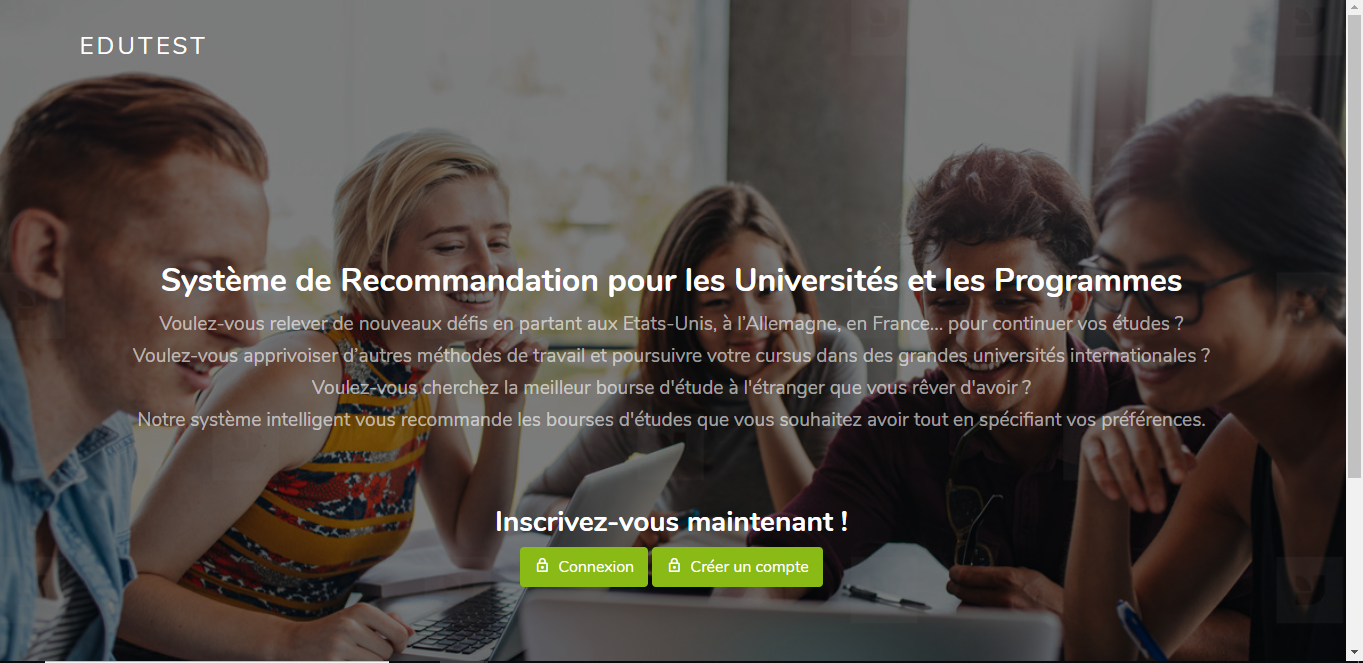 EDUTEST
Système de Recommandation pour les Universités et les Programmes
Voulez-vous relever de nouveaux défis en partant aux Etats-Unis, à l'Allemagne, en France... pour continuer vos études ?
Voulez-vous apprivoiser d'autres méthodes de travail et poursuivre votre cursus dans des grandes universités internationales ?
Voulez-vous cherchez la meilleur bourse d'étude à l'étranger que vous rêver d'avoir ?
Notre système intelligent vous recommande les bourses d'études que vous souhaitez avoir tout en spécifiant vos préférences.
Inscrivez-vous maintenant !
Connexion Créer un compte